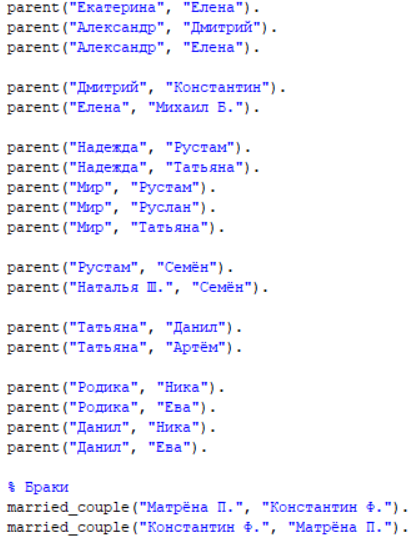 parent("Екатерина", "Елена").
parent("Александр", "Дмитрий").
parent("Александр", "Елена").
parent("Дмитрий", "Константин").
parent("Елена", "Михаил Б.").
parent("Надежда", "Рустам").
parent("Надежда", "Татьяна").
parent("Мир", "Рустам").
parent("Мир", "Руслан").
parent("Мир", "Татьяна").
parent("Рустам", "Семён").
parent("Наталья Ш.", "Семён").
parent("Татьяна", "Данил").
parent("Татьяна", "Артём").
parent("Родика", "Ника").
parent("Родика", "Ева").
parent("Данил", "Ника").
parent("Данил", "Ева").
% Браки
married_couple("Матрёна П.", "Константин Ф.").
married_couple("Константин Ф.", "Матрёна П.").